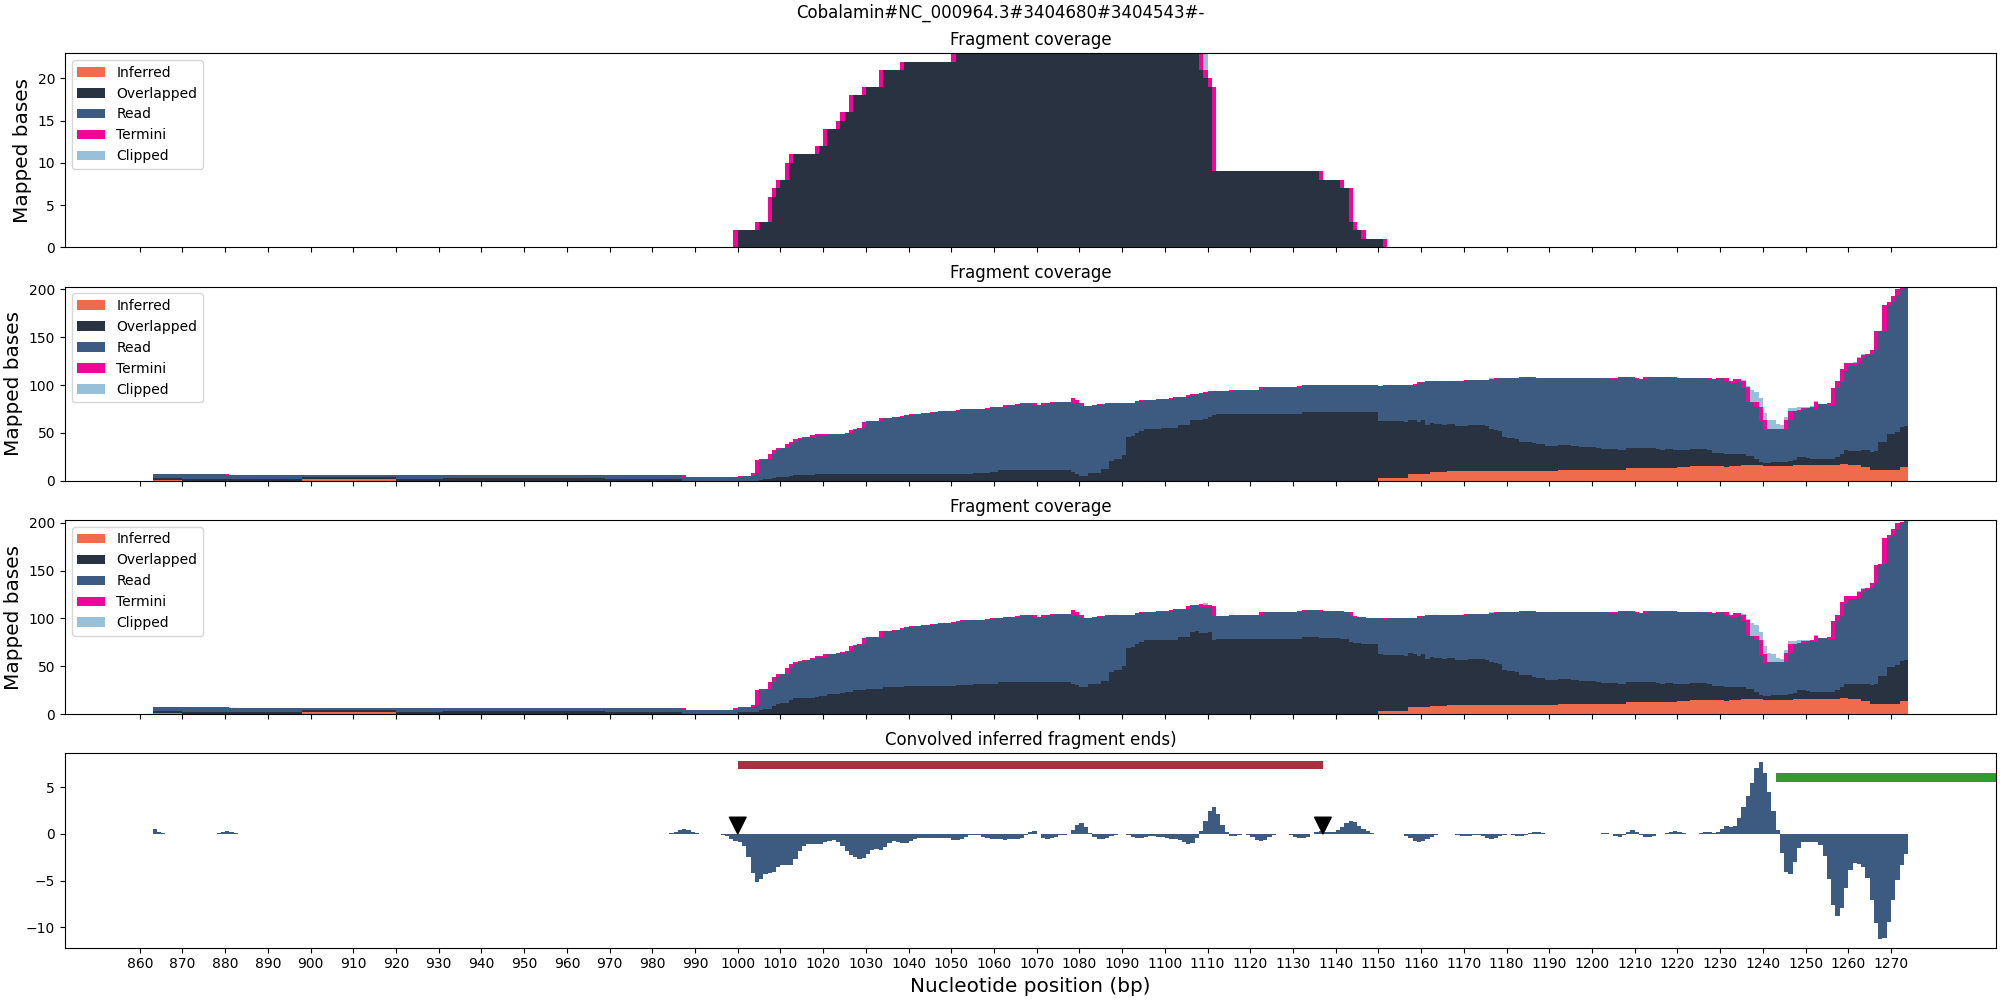 Cobalamin#NC_000964.3#3404680#3404543#-
Fragment coverage
Mapped bases
20
15
10
5
0
Inferred
Overlapped
Read
Termini
Clipped
Fragment coverage
Mapped bases
200
150
100
50
0
Inferred
Overlapped
Read
Termini
Clipped
Fragment coverage
Mapped bases
200
150
100
50
0
Inferred
Overlapped
Read
Termini
Clipped
Convolved inferred fragment ends)
5
0
−5
−10
860 870 880 890 900 910 920 930 940 950 960 970 980 990 1000 1010 1020 1030 1040 1050 1060 1070 1080 1090 1100 1110 1120 1130 1140 1150 1160 1170 1180 1190 1200 1210 1220 1230 1240 1250 1260 1270
Nucleotide position (bp)